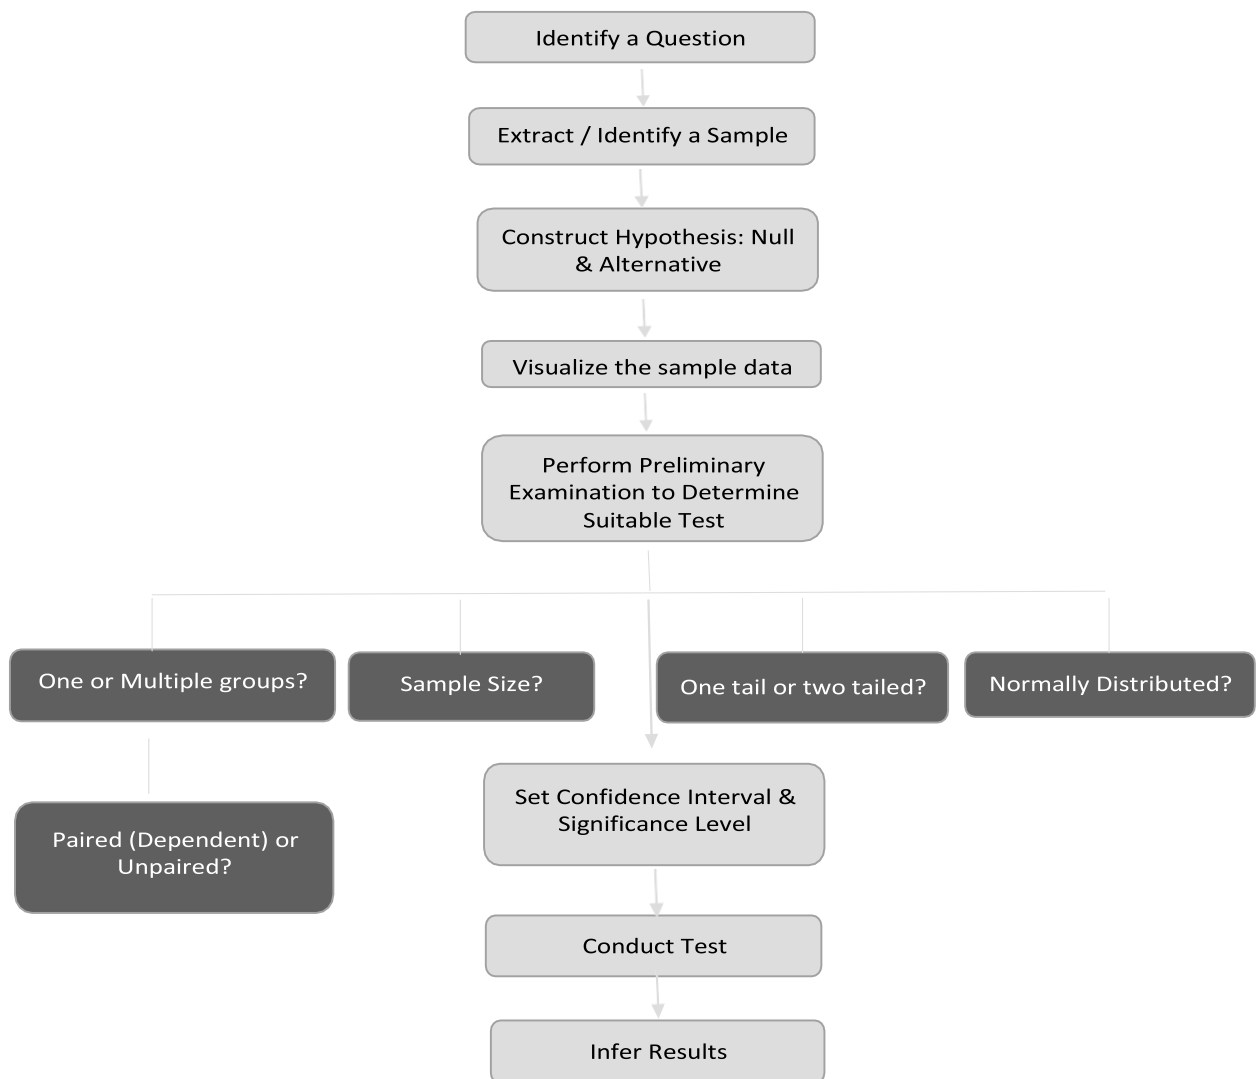 Identify a Question
Extract / Identify a Sample
Construct Hypothesis: Null
& Alternative
Visualize the sample data
Perform Preliminary
Examination to Determine
Suitable Test
One or Multiple groups?
Sample Size?
One tail or two tailed?
Normally Distributed?
Paired (Dependent) or
Unpaired?
Set Confidence Interval &
Significance Level
Conduct Test
Infer Results